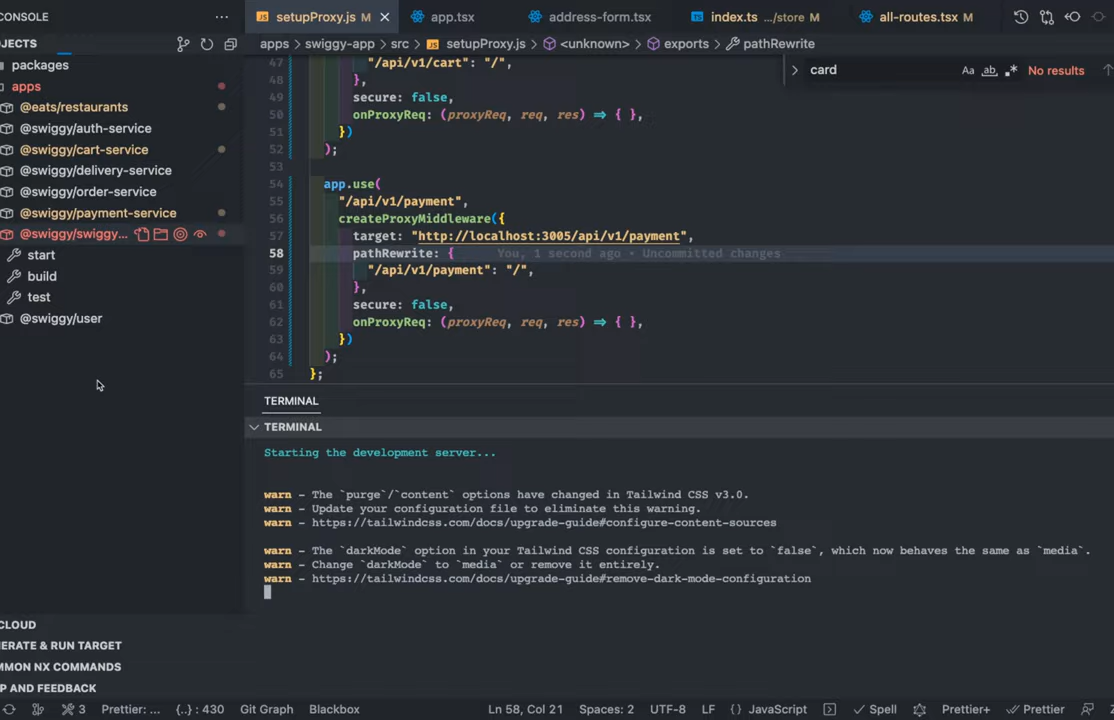 CONSOLE
...
setupProxy.js M
app.tsx
address-form.tsx
index.ts .../store M
all-routes.tsx M
OJECTS
apps > swiggy-app > src > setupProxy.js > <unknown> > exports > pathRewrite
packages
apps
@eats/restaurants
@swiggy/auth-service
@swiggy/cart-service
@swiggy/delivery-service
@swiggy/order-service
@swiggy/payment-service
@swiggy/swiggy...
start
build
test
@swiggy/user
card
Aa ab .*
No results
47 "/api/v1/cart": "/",
48 },
49 secure: false,
50 onProxyReq: (proxyReq, req, res) ⇒ { },
51 })
52 );
53
54 app.use(
55 "/api/v1/payment",
56 createProxyMiddleware({
57 target: "http://localhost:3005/api/v1/payment",
58 pathRewrite: { You, 1 second ago • Uncommitted changes
59 "/api/v1/payment": "/",
60 },
61 secure: false,
62 onProxyReq: (proxyReq, req, res) ⇒ { },
63 })
64 );
65 };
TERMINAL
TERMINAL
Starting the development server...
warn - The `purge`/`content` options have changed in Tailwind CSS v3.0.
warn - Update your configuration file to eliminate this warning.
warn - https://tailwindcss.com/docs/upgrade-guide#configure-content-sources
warn - The `darkMode` option in your Tailwind CSS configuration is set to `false`, which now behaves the same as `media`.
warn - Change `darkMode` to `media` or remove it entirely.
warn - https://tailwindcss.com/docs/upgrade-guide#remove-dark-mode-configuration
CLOUD
ERATE & RUN TARGET
MMON NX COMMANDS
P AND FEEDBACK
3 Prettier: ... {..} : 430 Git Graph Blackbox Ln 58, Col 21 Spaces: 2 UTF-8 LF { } JavaScript Spell Prettier+ Prettier